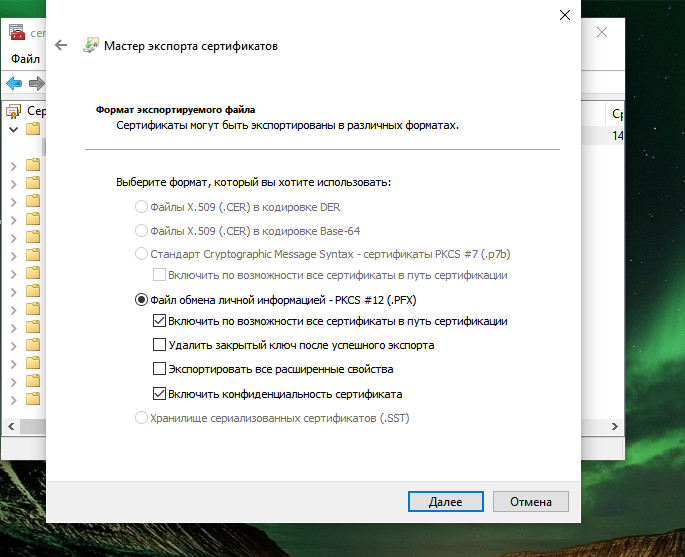 cer
Мастер экспорта сертификатов
Файл
Сер
Ср
14
Формат экспортируемого файла
Сертификаты могут быть экспортированы в различных форматах.
Выберите формат, который вы хотите использовать:
Файлы X.509 (.CER) в кодировке DER
Файлы X.509 (.CER) в кодировке Base-64
Стандарт Cryptographic Message Syntax - сертификаты PKCS #7 (.p7b)
Включить по возможности все сертификаты в путь сертификации
Файл обмена личной информацией - PKCS #12 (.PFX)
Включить по возможности все сертификаты в путь сертификации
Удалить закрытый ключ после успешного экспорта
Экспортировать все расширенные свойства
Включить конфиденциальность сертификата
Хранилище сериализованных сертификатов (.SST)
Далее
Отмена